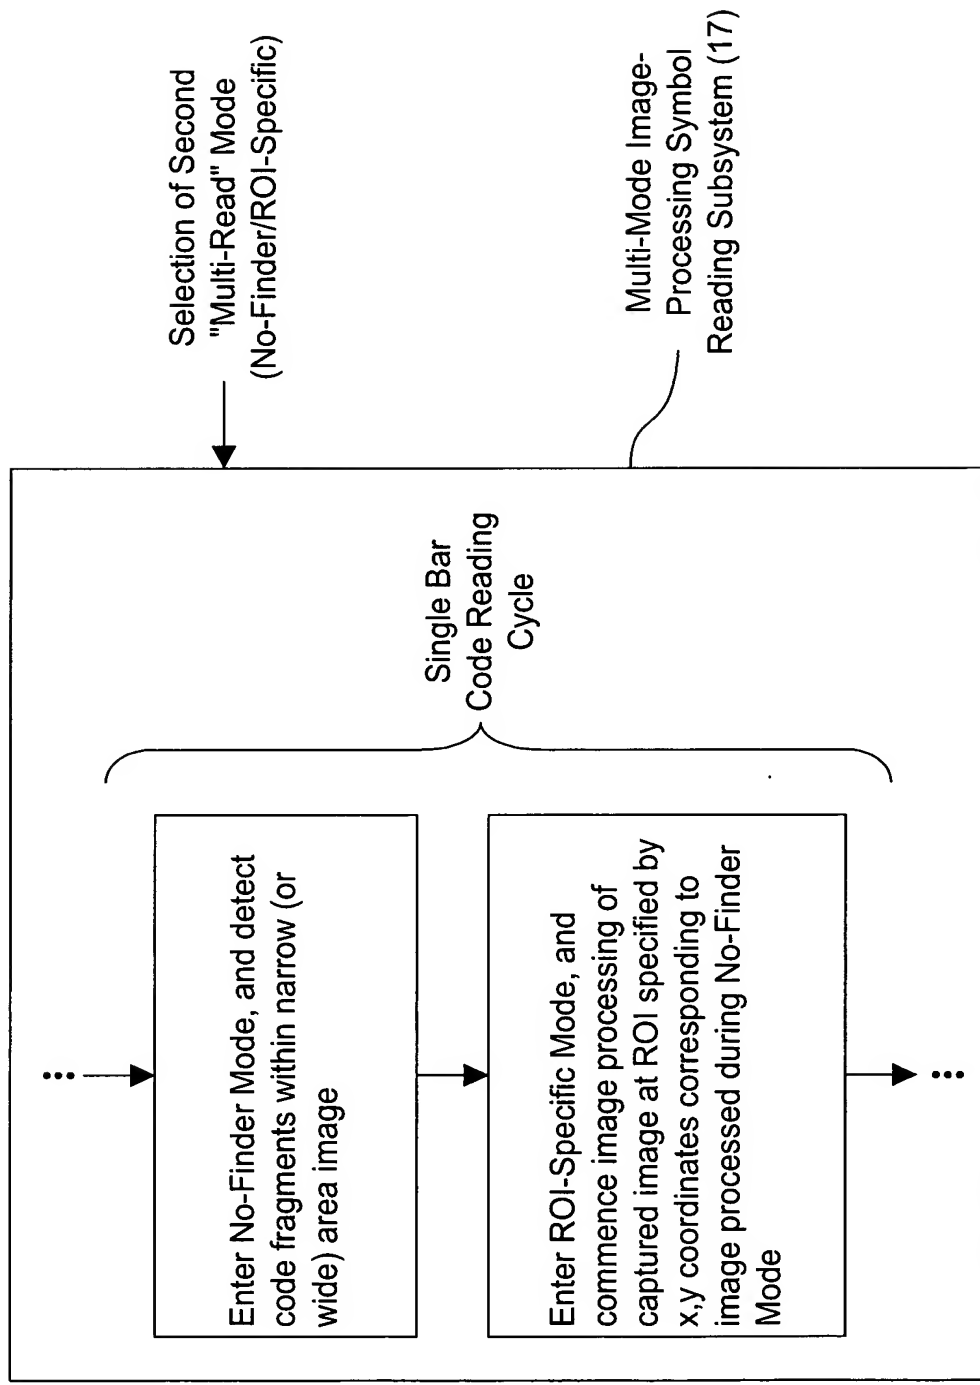 Selection of Second
"Multi-Read" Mode
(No-Finder/ROI-Specific)
Multi-Mode Image-
Processing Symbol
Reading Subsystem (17)
Single Bar
Code Reading
Cycle
Enter No-Finder Mode, and detect
code fragments within narrow (or
wide) area image
Enter ROI-Specific Mode, and
commence image processing of
captured image at ROI specified by
x,y coordinates corresponding to
image processed during No-Finder
Mode